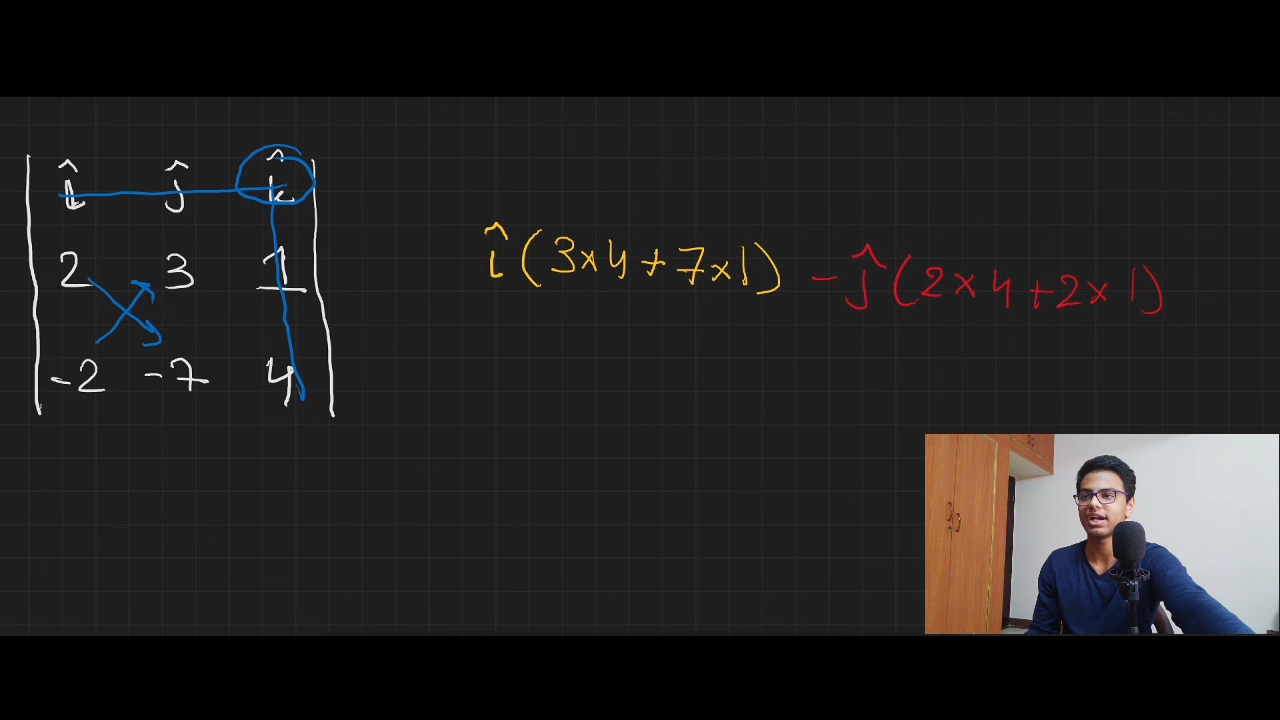 î ĵ k̂
2 3 1
-2 -7 4
î(3×4+7×1) -ĵ(2×4+2×1)